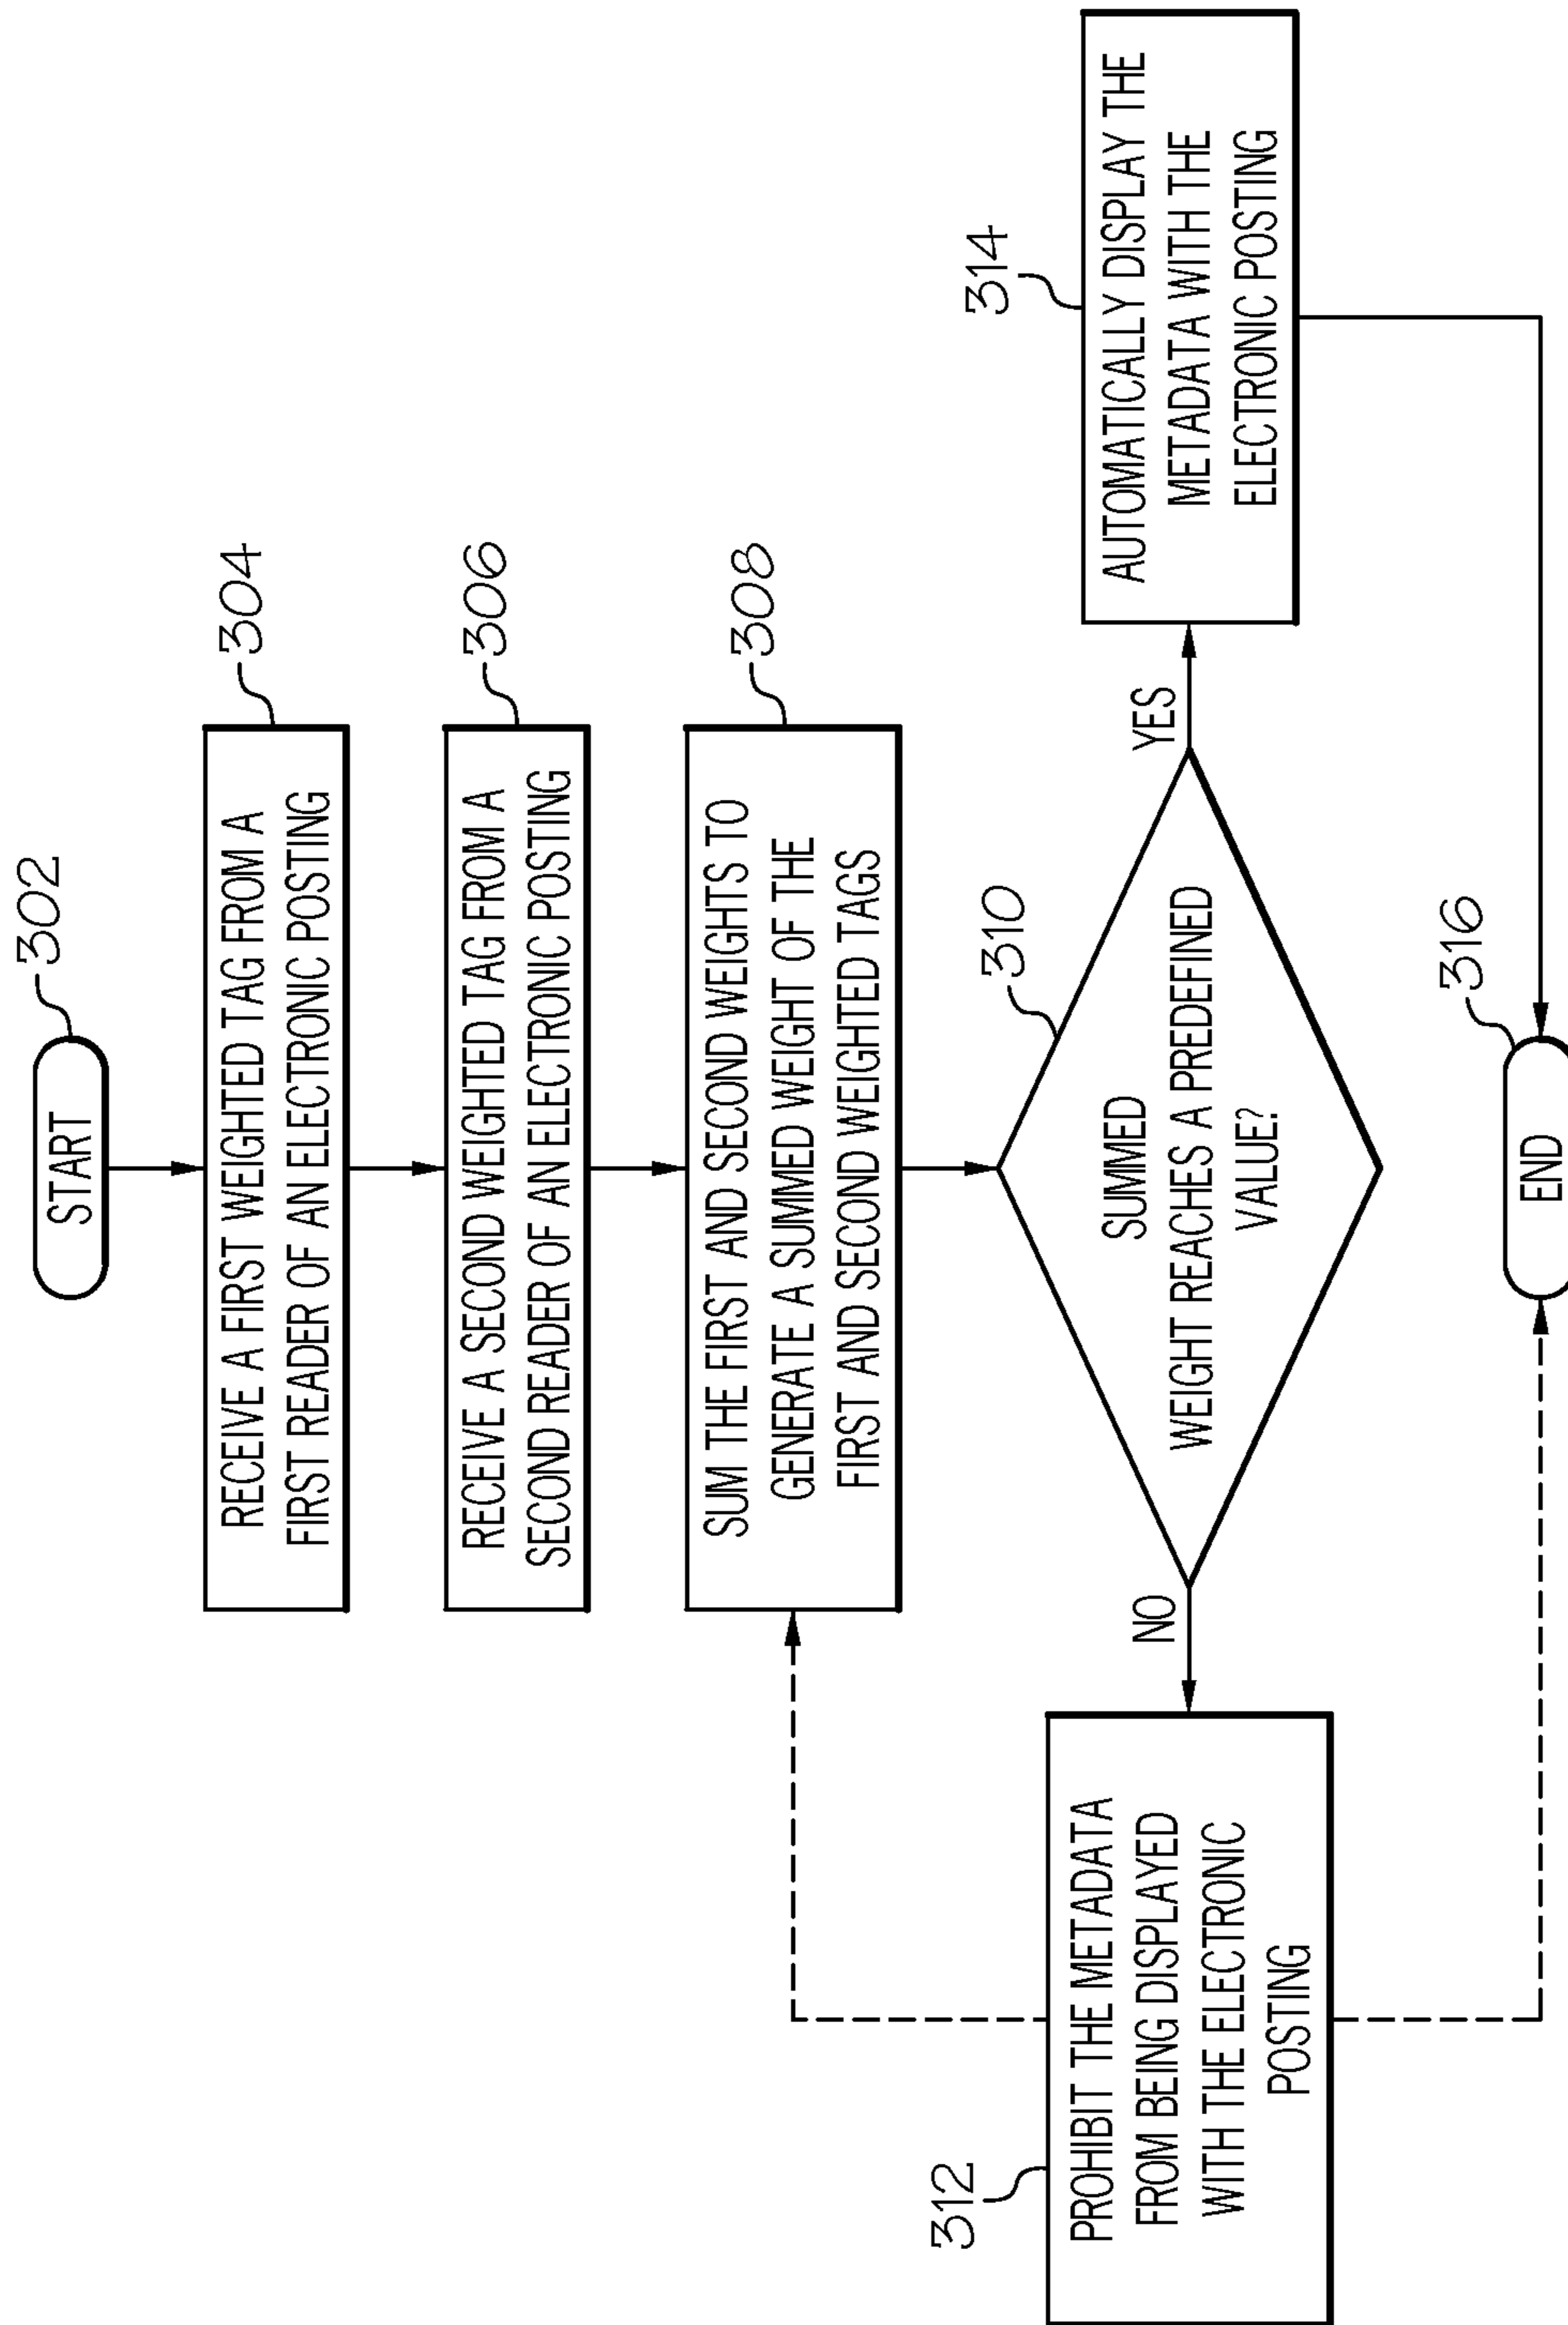 302
START
304
RECEIVE A FIRST WEIGHTED TAG FROM A
FIRST READER OF AN ELECTRONIC POSTING
306
RECEIVE A SECOND WEIGHTED TAG FROM A
SECOND READER OF AN ELECTRONIC POSTING
308
SUM THE FIRST AND SECOND WEIGHTS TO
GENERATE A SUMMED WEIGHT OF THE
FIRST AND SECOND WEIGHTED TAGS
310
SUMMED
WEIGHT REACHES A PREDEFINED
VALUE?
NO
YES
312
PROHIBIT THE METADATA
FROM BEING DISPLAYED
WITH THE ELECTRONIC
POSTING
314
AUTOMATICALLY DISPLAY THE
METADATA WITH THE
ELECTRONIC POSTING
316
END